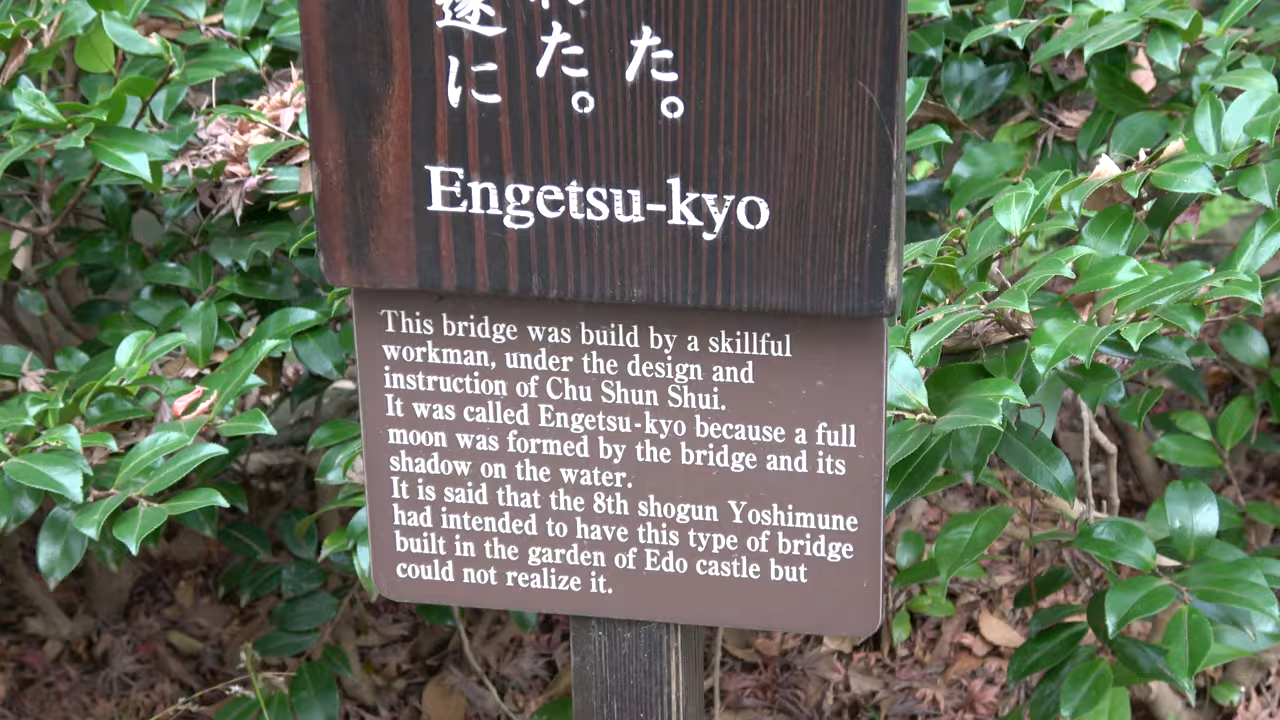 た。
た。
遂に
Engetsu-kyo
This bridge was build by a skillful
workman, under the design and
instruction of Chu Shun Shui.
It was called Engetsu-kyo because a full
moon was formed by the bridge and its
shadow on the water.
It is said that the 8th shogun Yoshimune
had intended to have this type of bridge
built in the garden of Edo castle but
could not realize it.